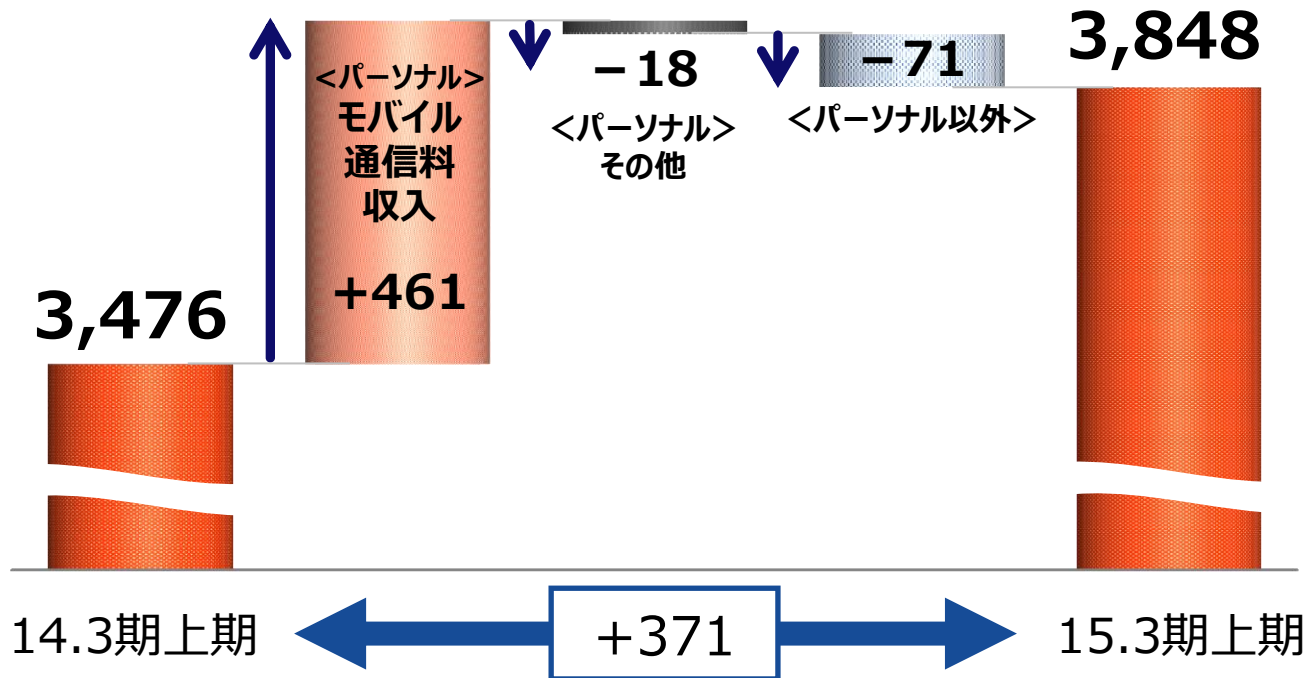 3,476
<パーソナル>
モバイル
通信料
収入
+461
−18
<パーソナル>
その他
−71
<パーソナル以外>
3,848
14.3期上期
+371
15.3期上期